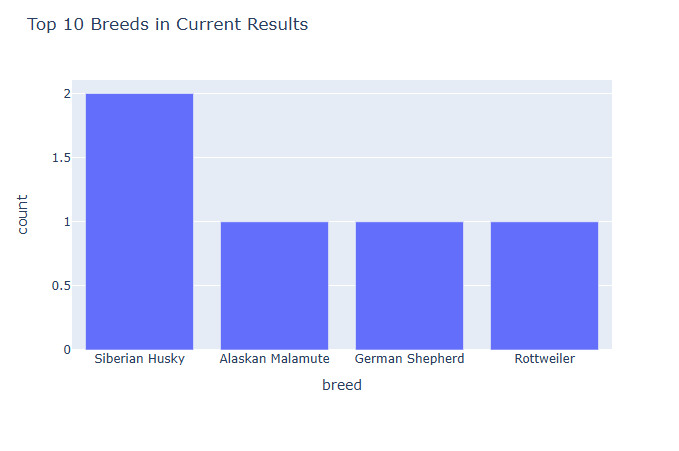 Top 10 Breeds in Current Results
count
2
1.5
1
0.5
0
Siberian Husky Alaskan Malamute German Shepherd Rottweiler
breed